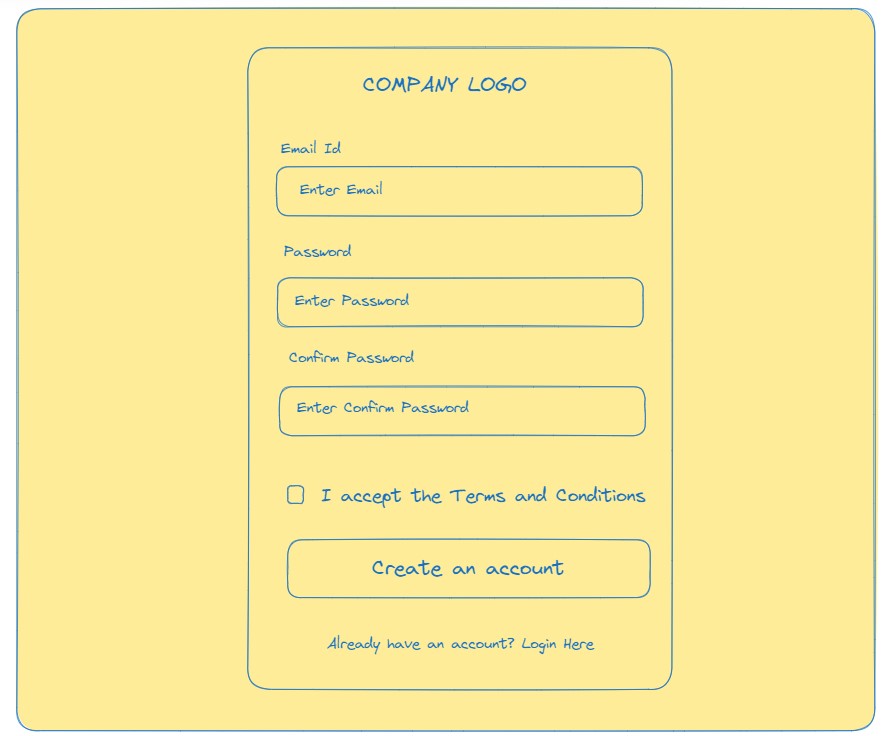 COMPANY LOGO
Email Id
Enter Email
Password
Enter Password
Confirm Password
Enter Confirm Password
I accept the Terms and Conditions
Create an account
Already have an account? Login Here